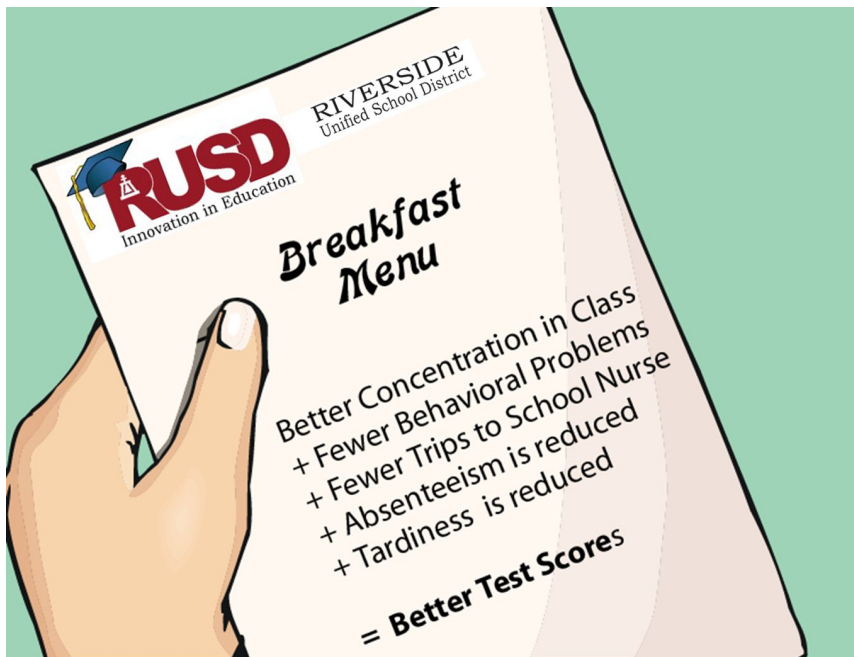 RIVERSIDE
Unified School District
RUSD
Innovation in Education
Breakfast
Menu
Better Concentration in Class
+ Fewer Behavioral Problems
+ Fewer Trips to School Nurse
+ Absenteeism is reduced
+ Tardiness is reduced
= Better Test Scores